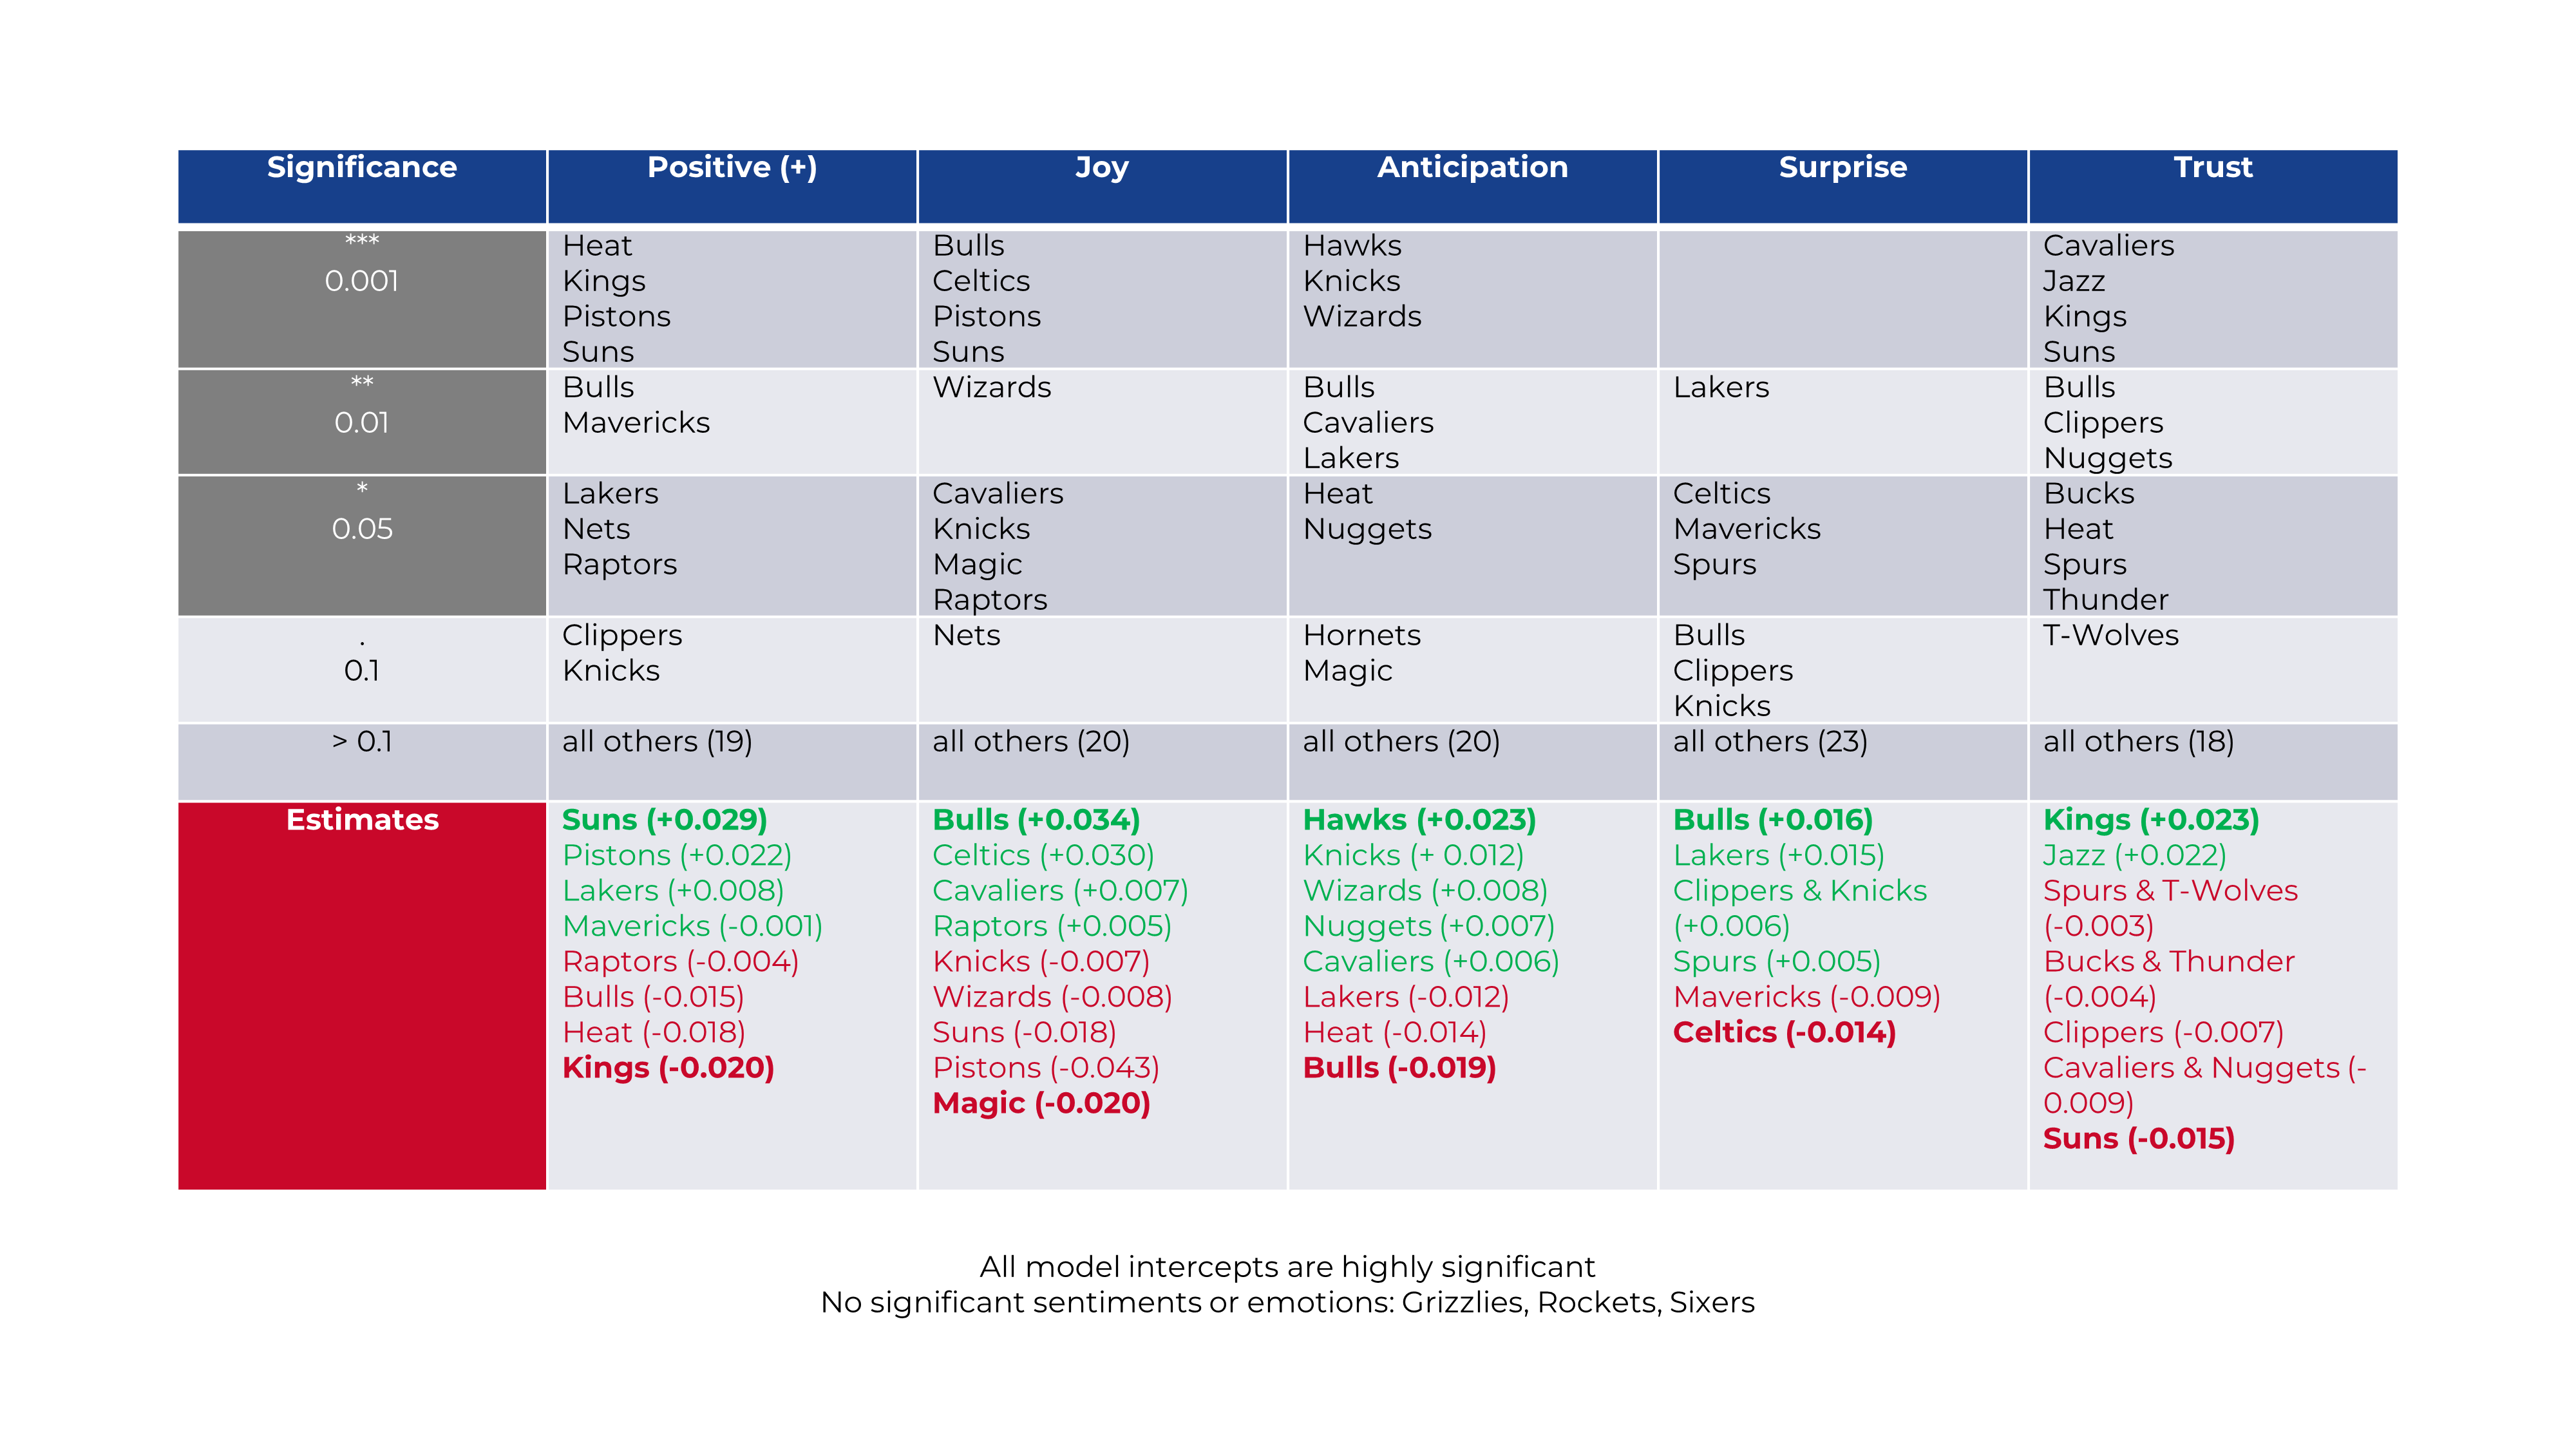 Significance Positive (+) Joy Anticipation Surprise Trust
*** Heat Bulls Hawks Cavaliers
0.001 Kings Celtics Knicks Jazz
Pistons Pistons Wizards Kings
Suns Suns Suns
** Bulls Wizards Bulls Lakers Bulls
0.01 Mavericks Cavaliers Clippers
Lakers Nuggets
* Lakers Cavaliers Heat Celtics Bucks
0.05 Nets Knicks Nuggets Mavericks Heat
Raptors Magic Spurs Spurs
Raptors Thunder
. Clippers Nets Hornets Bulls T-Wolves
0.1 Knicks Magic Clippers
Knicks
> 0.1 all others (19) all others (20) all others (20) all others (23) all others (18)
Estimates Suns (+0.029) Bulls (+0.034) Hawks (+0.023) Bulls (+0.016) Kings (+0.023)
Pistons (+0.022) Celtics (+0.030) Knicks (+ 0.012) Lakers (+0.015) Jazz (+0.022)
Lakers (+0.008) Cavaliers (+0.007) Wizards (+0.008) Clippers & Knicks Spurs & T-Wolves
Mavericks (-0.001) Raptors (+0.005) Nuggets (+0.007) (+0.006) (-0.003)
Raptors (-0.004) Knicks (-0.007) Cavaliers (+0.006) Spurs (+0.005) Bucks & Thunder
Bulls (-0.015) Wizards (-0.008) Lakers (-0.012) Mavericks (-0.009) (-0.004)
Heat (-0.018) Suns (-0.018) Heat (-0.014) Celtics (-0.014) Clippers (-0.007)
Kings (-0.020) Pistons (-0.043) Bulls (-0.019) Cavaliers & Nuggets (-
Magic (-0.020) 0.009)
Suns (-0.015)
All model intercepts are highly significant
No significant sentiments or emotions: Grizzlies, Rockets, Sixers